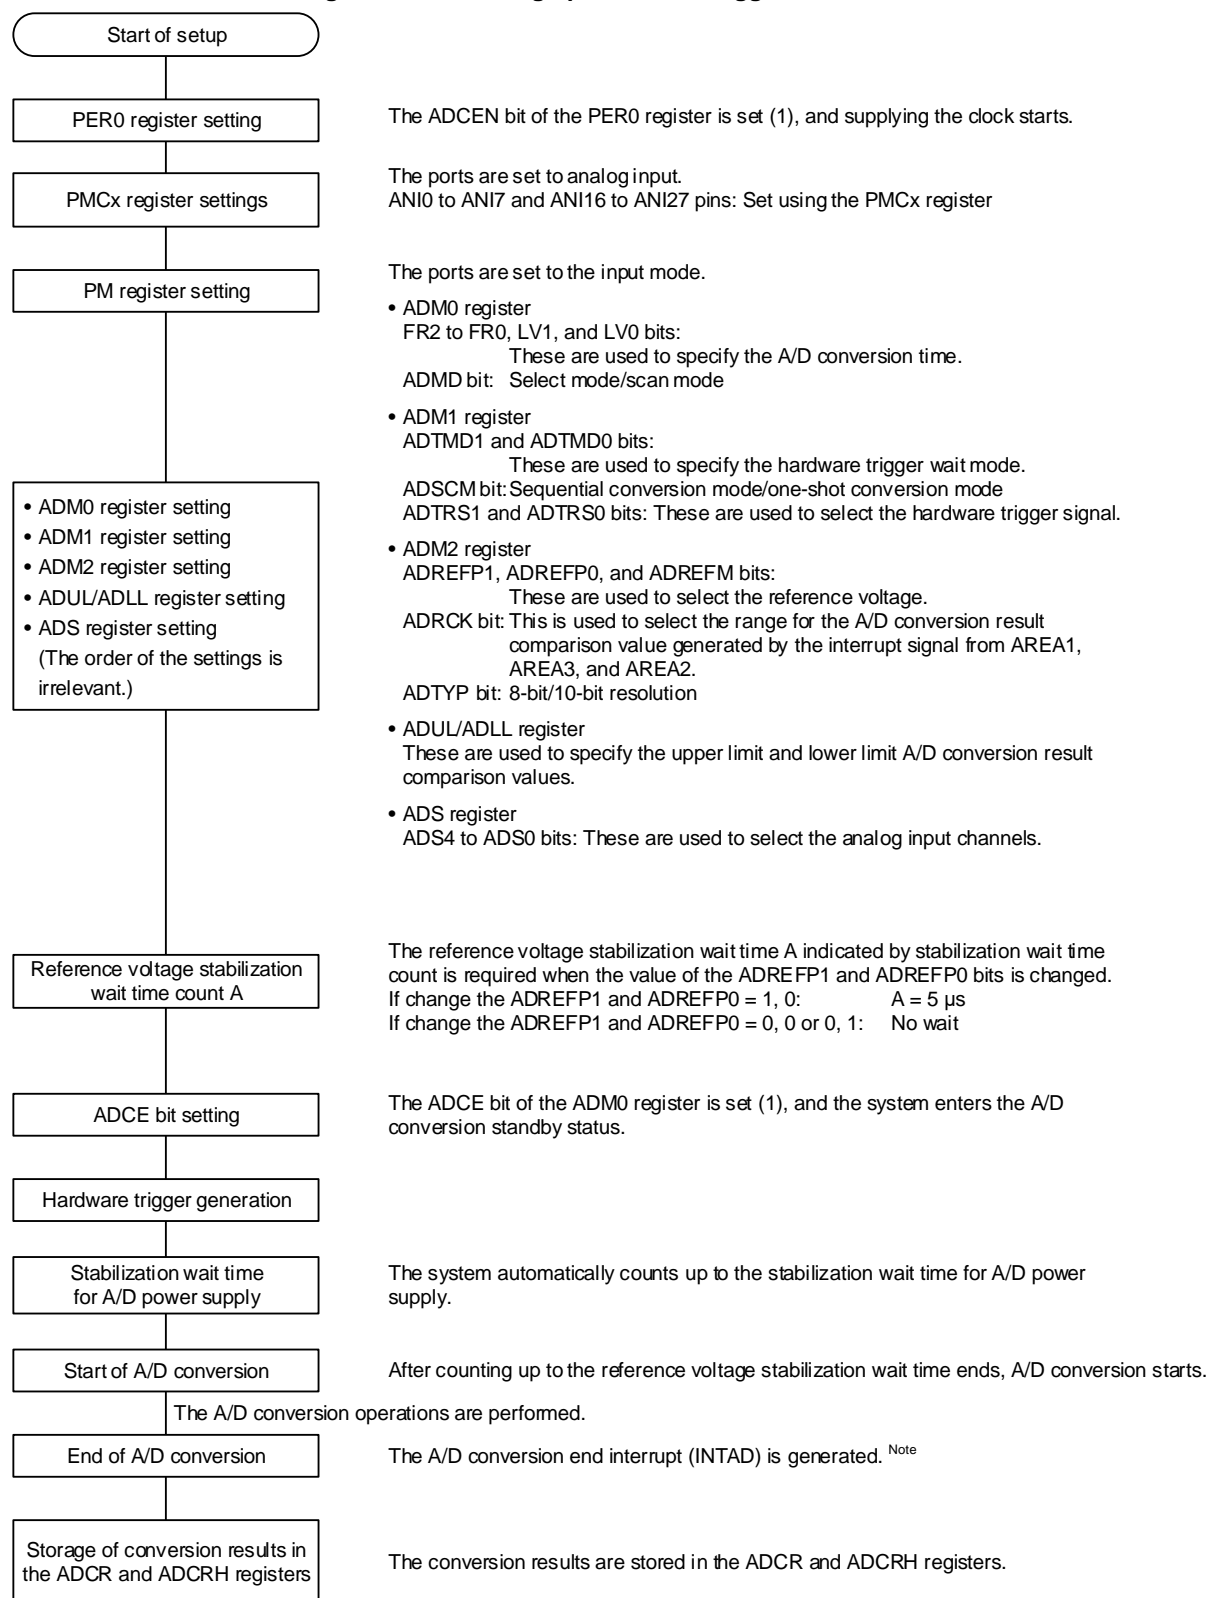 Start of setup
PER0 register setting
The ADCEN bit of the PER0 register is set (1), and supplying the clock starts.
PMCx register settings
The ports are set to analog input.
ANI0 to ANI7 and ANI16 to ANI27 pins: Set using the PMCx register
PM register setting
The ports are set to the input mode.
• ADM0 register setting
• ADM1 register setting
• ADM2 register setting
• ADUL/ADLL register setting
• ADS register setting
(The order of the settings is
irrelevant.)
• ADM0 register
FR2 to FR0, LV1, and LV0 bits:
These are used to specify the A/D conversion time.
ADMD bit: Select mode/scan mode
• ADM1 register
ADTMD1 and ADTMD0 bits:
These are used to specify the hardware trigger wait mode.
ADSCM bit: Sequential conversion mode/one-shot conversion mode
ADTRS1 and ADTRS0 bits: These are used to select the hardware trigger signal.
• ADM2 register
ADREFP1, ADREFP0, and ADREFM bits:
These are used to select the reference voltage.
ADRCK bit: This is used to select the range for the A/D conversion result
comparison value generated by the interrupt signal from AREA1,
AREA3, and AREA2.
ADTYP bit: 8-bit/10-bit resolution
• ADUL/ADLL register
These are used to specify the upper limit and lower limit A/D conversion result
comparison values.
• ADS register
ADS4 to ADS0 bits: These are used to select the analog input channels.
Reference voltage stabilization
wait time count A
The reference voltage stabilization wait time A indicated by stabilization wait time
count is required when the value of the ADREFP1 and ADREFP0 bits is changed.
If change the ADREFP1 and ADREFP0 = 1, 0: A = 5 µs
If change the ADREFP1 and ADREFP0 = 0, 0 or 0, 1: No wait
ADCE bit setting
The ADCE bit of the ADM0 register is set (1), and the system enters the A/D
conversion standby status.
Hardware trigger generation
Stabilization wait time
for A/D power supply
The system automatically counts up to the stabilization wait time for A/D power
supply.
Start of A/D conversion
After counting up to the reference voltage stabilization wait time ends, A/D conversion starts.
The A/D conversion operations are performed.
End of A/D conversion
The A/D conversion end interrupt (INTAD) is generated. Note
Storage of conversion results in
the ADCR and ADCRH registers
The conversion results are stored in the ADCR and ADCRH registers.